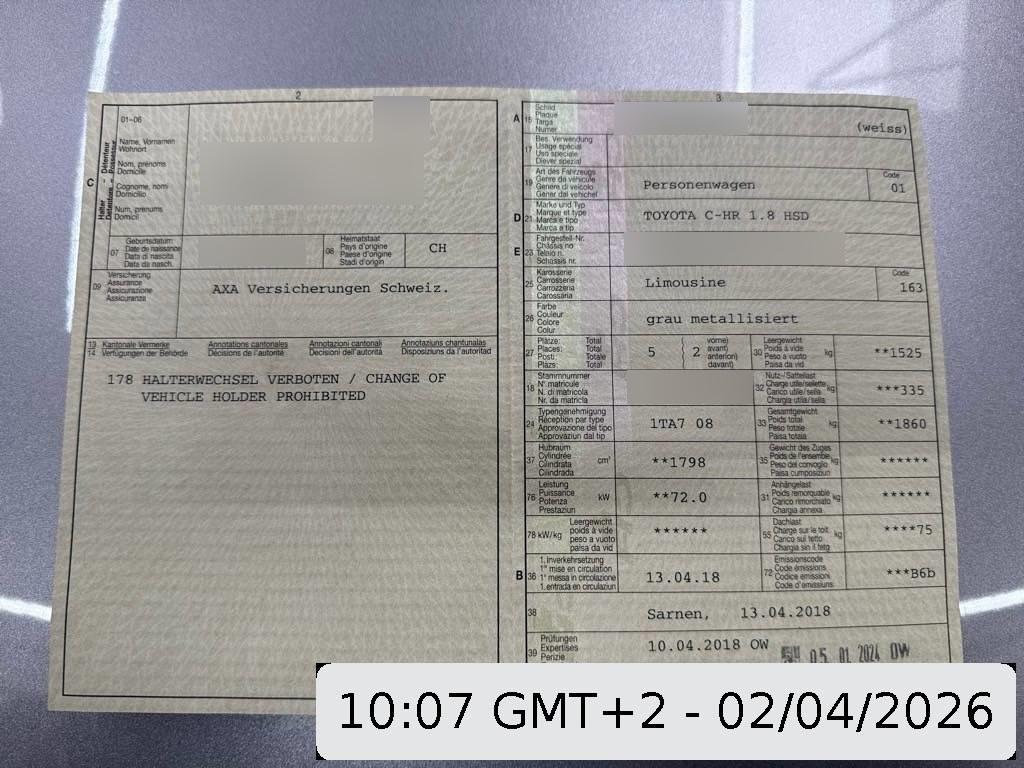 2
01-06
C
Halter - Détenteur
Detentore - Possessur
Name, Vornamen
Wohnort
Nom, prénoms
Domicile
Cognome, nomi
Domicilio
Num, prenums
Domicil
07
Geburtsdatum
Date de naissance
Data di nascita
Data da nasch.
08
Heimatstaat
Pays d'origine
Paese d'origine
Stadi d'origin
CH
09
Versicherung
Assurance
Assicurazione
Assicuranza
AXA Versicherungen Schweiz.
13 Kantonale Vermerke Annotations cantonales Annotazioni cantonali Annotaziuns chantunalas
14 Verfügungen der Behörde Décisions de l'autorité Decisioni dell'autorità Disposiziuns da l'autoritad
178 HALTERWECHSEL VERBOTEN / CHANGE OF
VEHICLE HOLDER PROHIBITED
3
A 15
Schild
Plaque
Targa
Numer
(weiss)
17
Bes. Verwendung
Usage spécial
Uso speciale
Diever spezial
19
Art des Fahrzeugs
Genre de véhicule
Genere di veicolo
Gener dal vehichel
Personenwagen
Code
01
D 21
Marke und Typ
Marque et type
Marca e tipo
Marca e tip
TOYOTA C-HR 1.8 HSD
E 23
Fahrgestell-Nr.
Châssis no
Telaio n.
Schassis nr.
25
Karosserie
Carrosserie
Carrozzeria
Carossaria
Limousine
Code
163
26
Farbe
Couleur
Colore
Colur
grau metallisiert
27
Plätze: Total
Places: Total
Posti: Totale
Plazs: Total
5
2
vorne)
avant)
anteriori)
davant)
30
Leergewicht
Poids à vide
Peso a vuoto
Paisa da vid
kg
**1525
18
Stammnummer
N° matricule
N. di matricola
Nr. da matricla
32
Nutz-/Sattellast
Charge utile/sellette
Carico utile/sella
Chargia utila/sella
kg
***335
24
Typengenehmigung
Réception par type
Approvazione del tipo
Approvaziun dal tip
1TA7 08
33
Gesamtgewicht
Poids total
Peso totale
Paisa totala
kg
**1860
37
Hubraum
Cylindrée
Cilindrata
Cilindrada
cm³
**1798
35
Gewicht des Zuges
Poids de l'ensemble
Peso del convoglio
Paisa cumposiziun
kg
******
76
Leistung
Puissance
Potenza
Prestaziun
kW
**72.0
31
Anhängelast
Poids remorquable
Carico rimorchiato
Chargia annexa
kg
******
78 kW/kg
Leergewicht
poids à vide
peso a vuoto
paisa da vid
******
55
Dachlast
Charge sur le toit
Carico sul tetto
Chargia sin il tetg
kg
****75
B 36
1. Inverkehrsetzung
1re mise en circulation
1a messa in circolazione
1. entrada en circulaziun
13.04.18
72
Emissionscode
Code émissions
Codice emissioni
Code d'emissiuns
***B6b
38
Sarnen, 13.04.2018
39
Prüfungen
Expertises
Perizie
10.04.2018 OW
05. 01. 2024 OW
10:07 GMT+2 - 02/04/2026